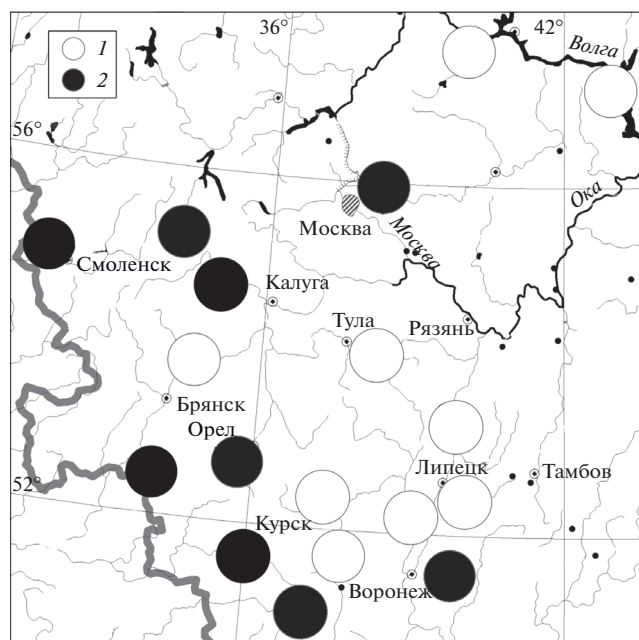 36°
42°
Волга
1
2
56°
Ока
Москва
Москва
Смоленск
Калуга
Тула
Рязань
Брянск
Орел
Липецк
Тамбов
52°
Курск
Воронеж